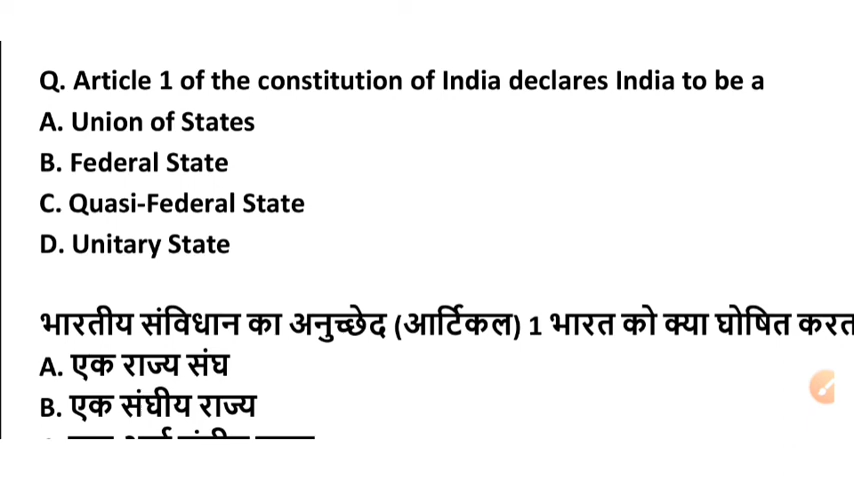 Q. Article 1 of the constitution of India declares India to be a
A. Union of States
B. Federal State
C. Quasi-Federal State
D. Unitary State
भारतीय संविधान का अनुच्छेद (आर्टिकल) 1 भारत को क्या घोषित
A. एक राज्य संघ
B. एक संघीय राज्य